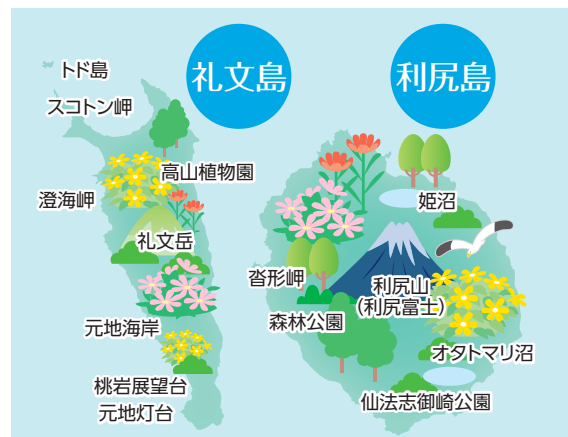 礼文島
トド島
スコトン岬
高山植物園
澄海岬
礼文岳
元地海岸
桃岩展望台
元地灯台
利尻島
姫沼
沓形岬
利尻山
(利尻富士)
森林公園
オタトマリ沼
仙法志御崎公園